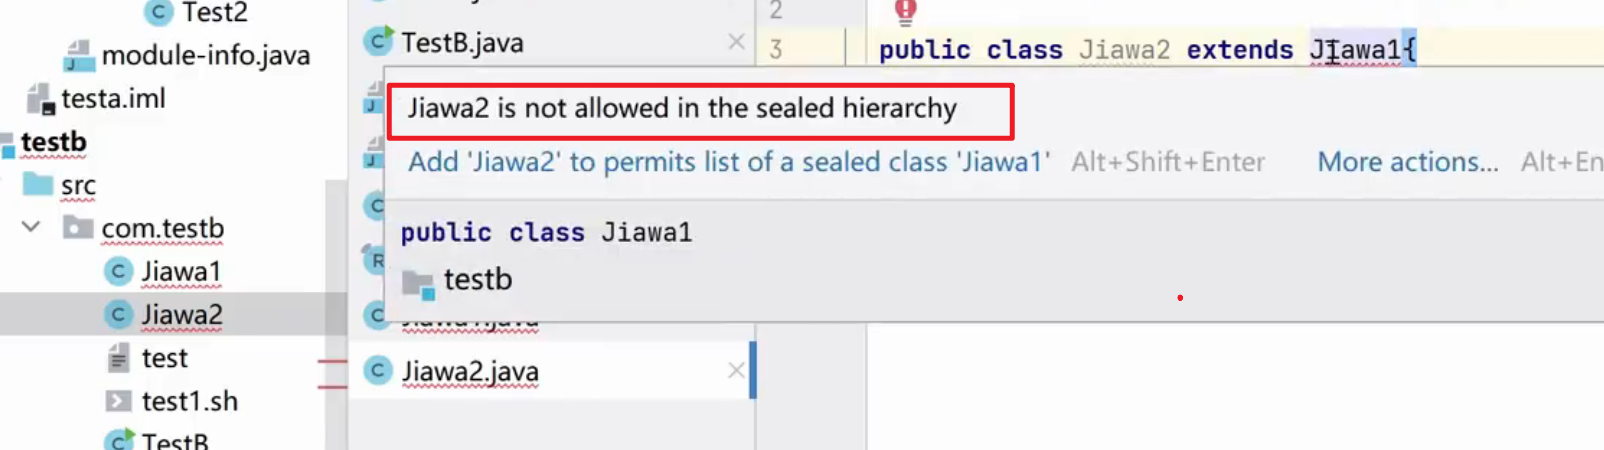 Test2
module-info.java
testa.iml
testb
src
com.testb
Jiawa1
Jiawa2
test
test1.sh
TestB
TestB.java
Jiawa2.java
2
3
public class Jiawa2 extends Jiawa1{
Jiawa2 is not allowed in the sealed hierarchy
Add 'Jiawa2' to permits list of a sealed class 'Jiawa1' Alt+Shift+Enter More actions... Alt+En
public class Jiawa1
testb